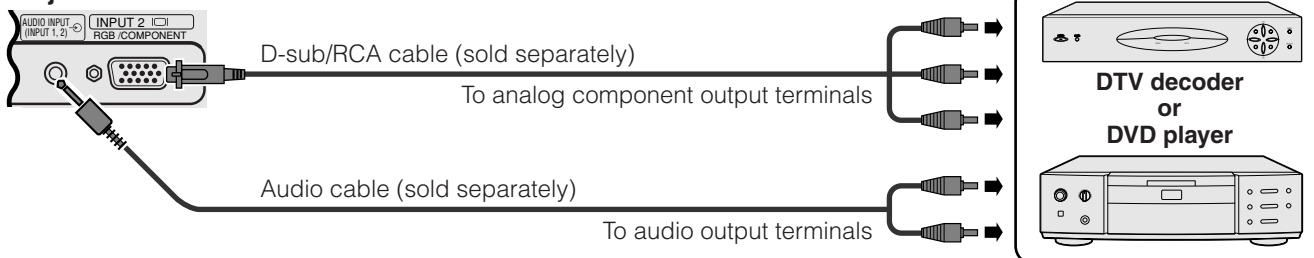 AUDIO INPUT
(INPUT 1, 2)
INPUT 2
RGB /COMPONENT
D-sub/RCA cable (sold separately)
To analog component output terminals
DTV decoder
or
DVD player
Audio cable (sold separately)
To audio output terminals